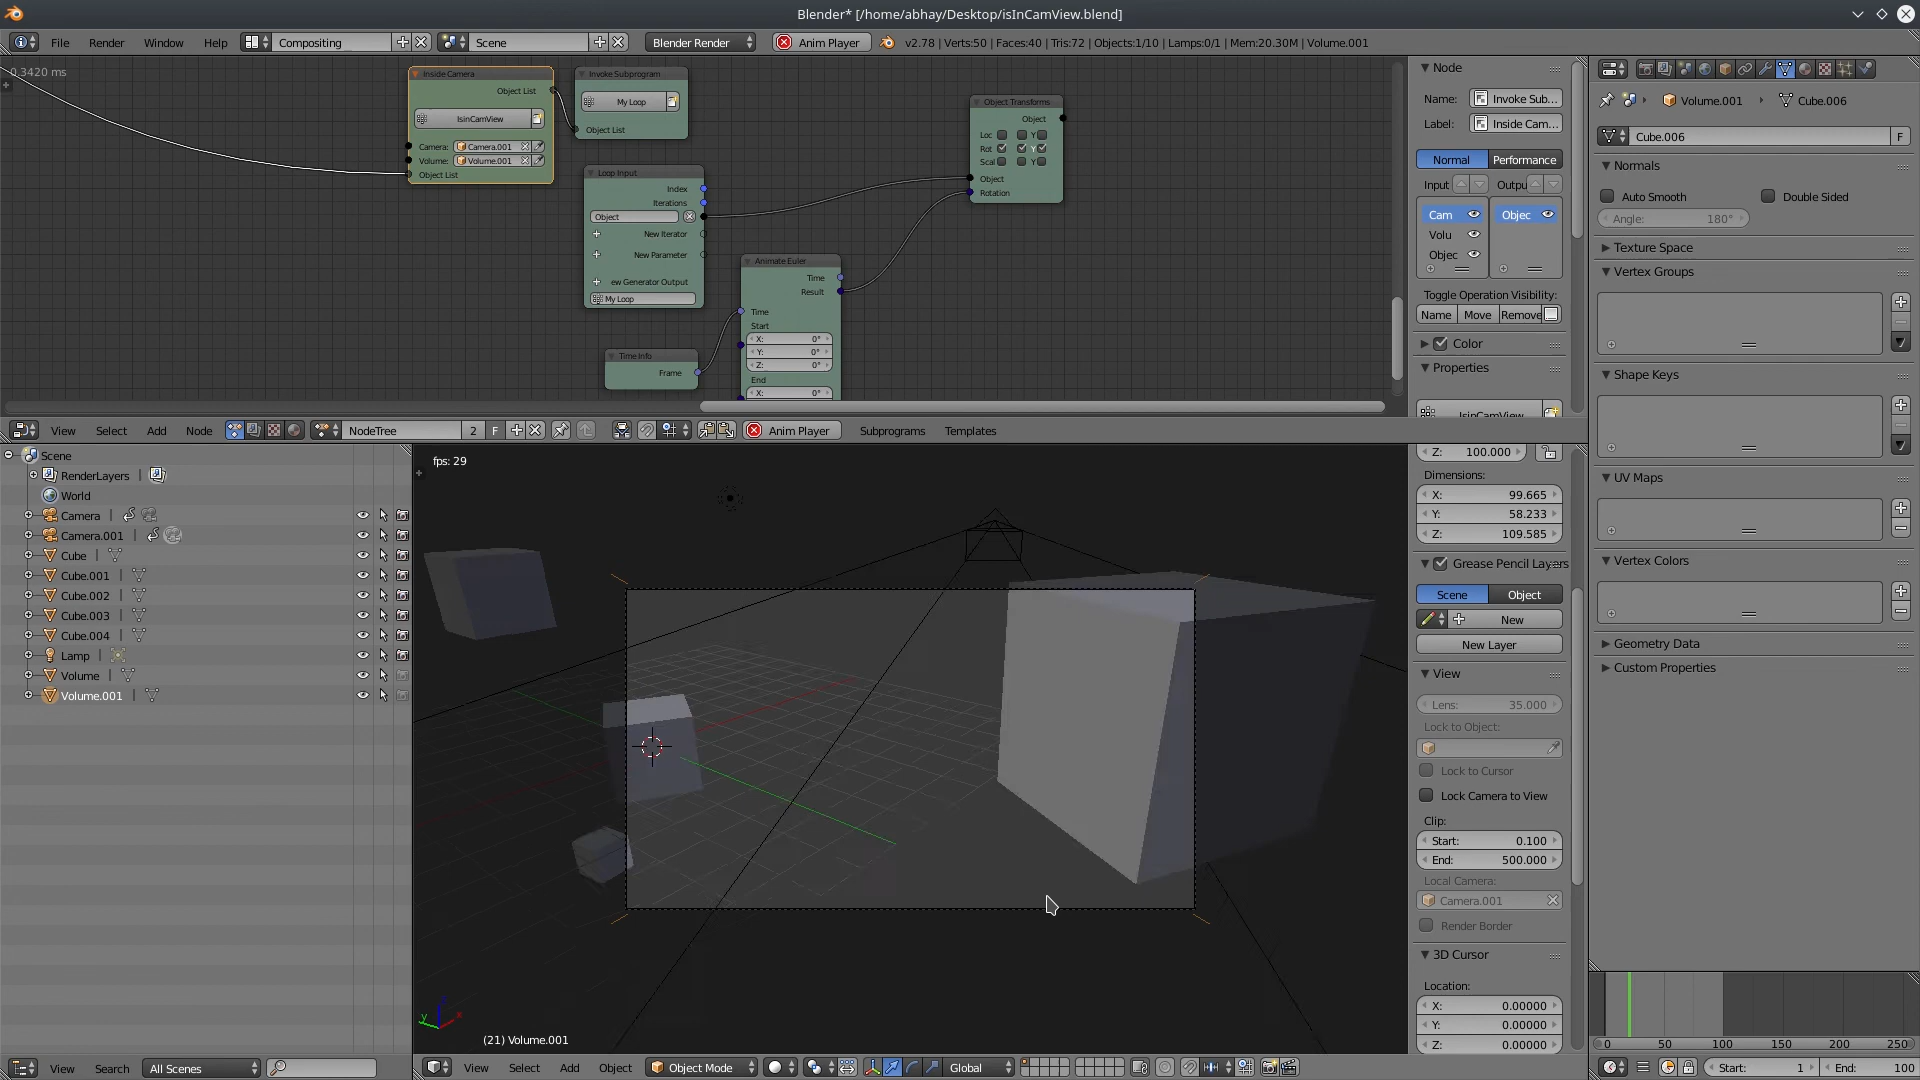 Blender* [/home/abhay/Desktop/isInCamView.blend]
File Render Window Help Compositing Scene Blender Render Anim Player v2.78 | Verts:50 | Faces:40 | Tris:72 | Objects:1/10 | Lamps:0/1 | Mem:20.30M | Volume.001
0.3420 ms
Inside Camera
Object List
IsinCamView
Camera: Camera.001
Volume: Volume.001
Object List
Invoke Subprogram
My Loop
Object List
Loop Input
Index
Iterations
Object
New Iterator
New Parameter
ew Generator Output
My Loop
Time Info
Frame
Animate Euler
Time
Result
Time
Start
X: 0°
Y: 0°
Z: 0°
End
X: 0°
Object Transforms
Object
Loc Y
Rot Y
Scal Y
Object
Rotation
Node
Name: Invoke Sub...
Label: Inside Cam...
Normal Performance
Input Outpu
Cam Objec
Volu
Objec
Toggle Operation Visibility:
Name Move Remove
Color
Properties
IsinCamView
Volume.001 Cube.006
Cube.006 F
Normals
Auto Smooth Double Sided
Angle: 180°
Texture Space
Vertex Groups
Shape Keys
UV Maps
Vertex Colors
Geometry Data
Custom Properties
View Select Add Node NodeTree 2 F Anim Player Subprograms Templates
Scene
RenderLayers
World
Camera
Camera.001
Cube
Cube.001
Cube.002
Cube.003
Cube.004
Lamp
Volume
Volume.001
fps: 29
(21) Volume.001
Z: 100.000
Dimensions:
X: 99.665
Y: 58.233
Z: 109.585
Grease Pencil Layers
Scene Object
New
New Layer
View
Lens: 35.000
Lock to Object:
Lock to Cursor
Lock Camera to View
Clip:
Start: 0.100
End: 500.000
Local Camera:
Camera.001
Render Border
3D Cursor
Location:
X: 0.00000
Y: 0.00000
Z: 0.00000
0 50 100 150 200 250
View Search All Scenes
View Select Add Object Object Mode Global
Start: 1 End: 100